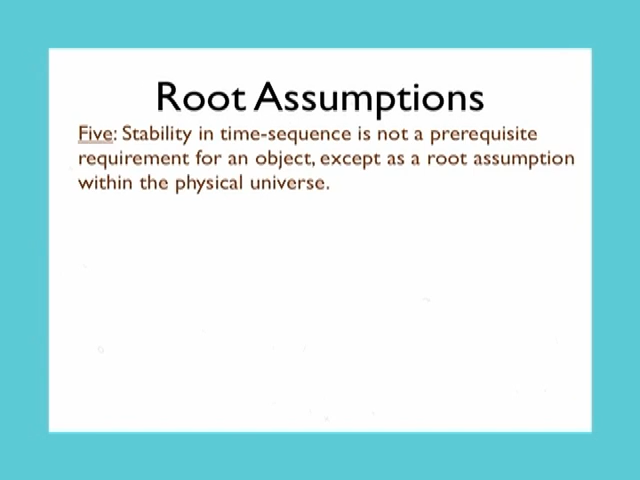 Root Assumptions
Five: Stability in time-sequence is not a prerequisite
requirement for an object, except as a root assumption
within the physical universe.